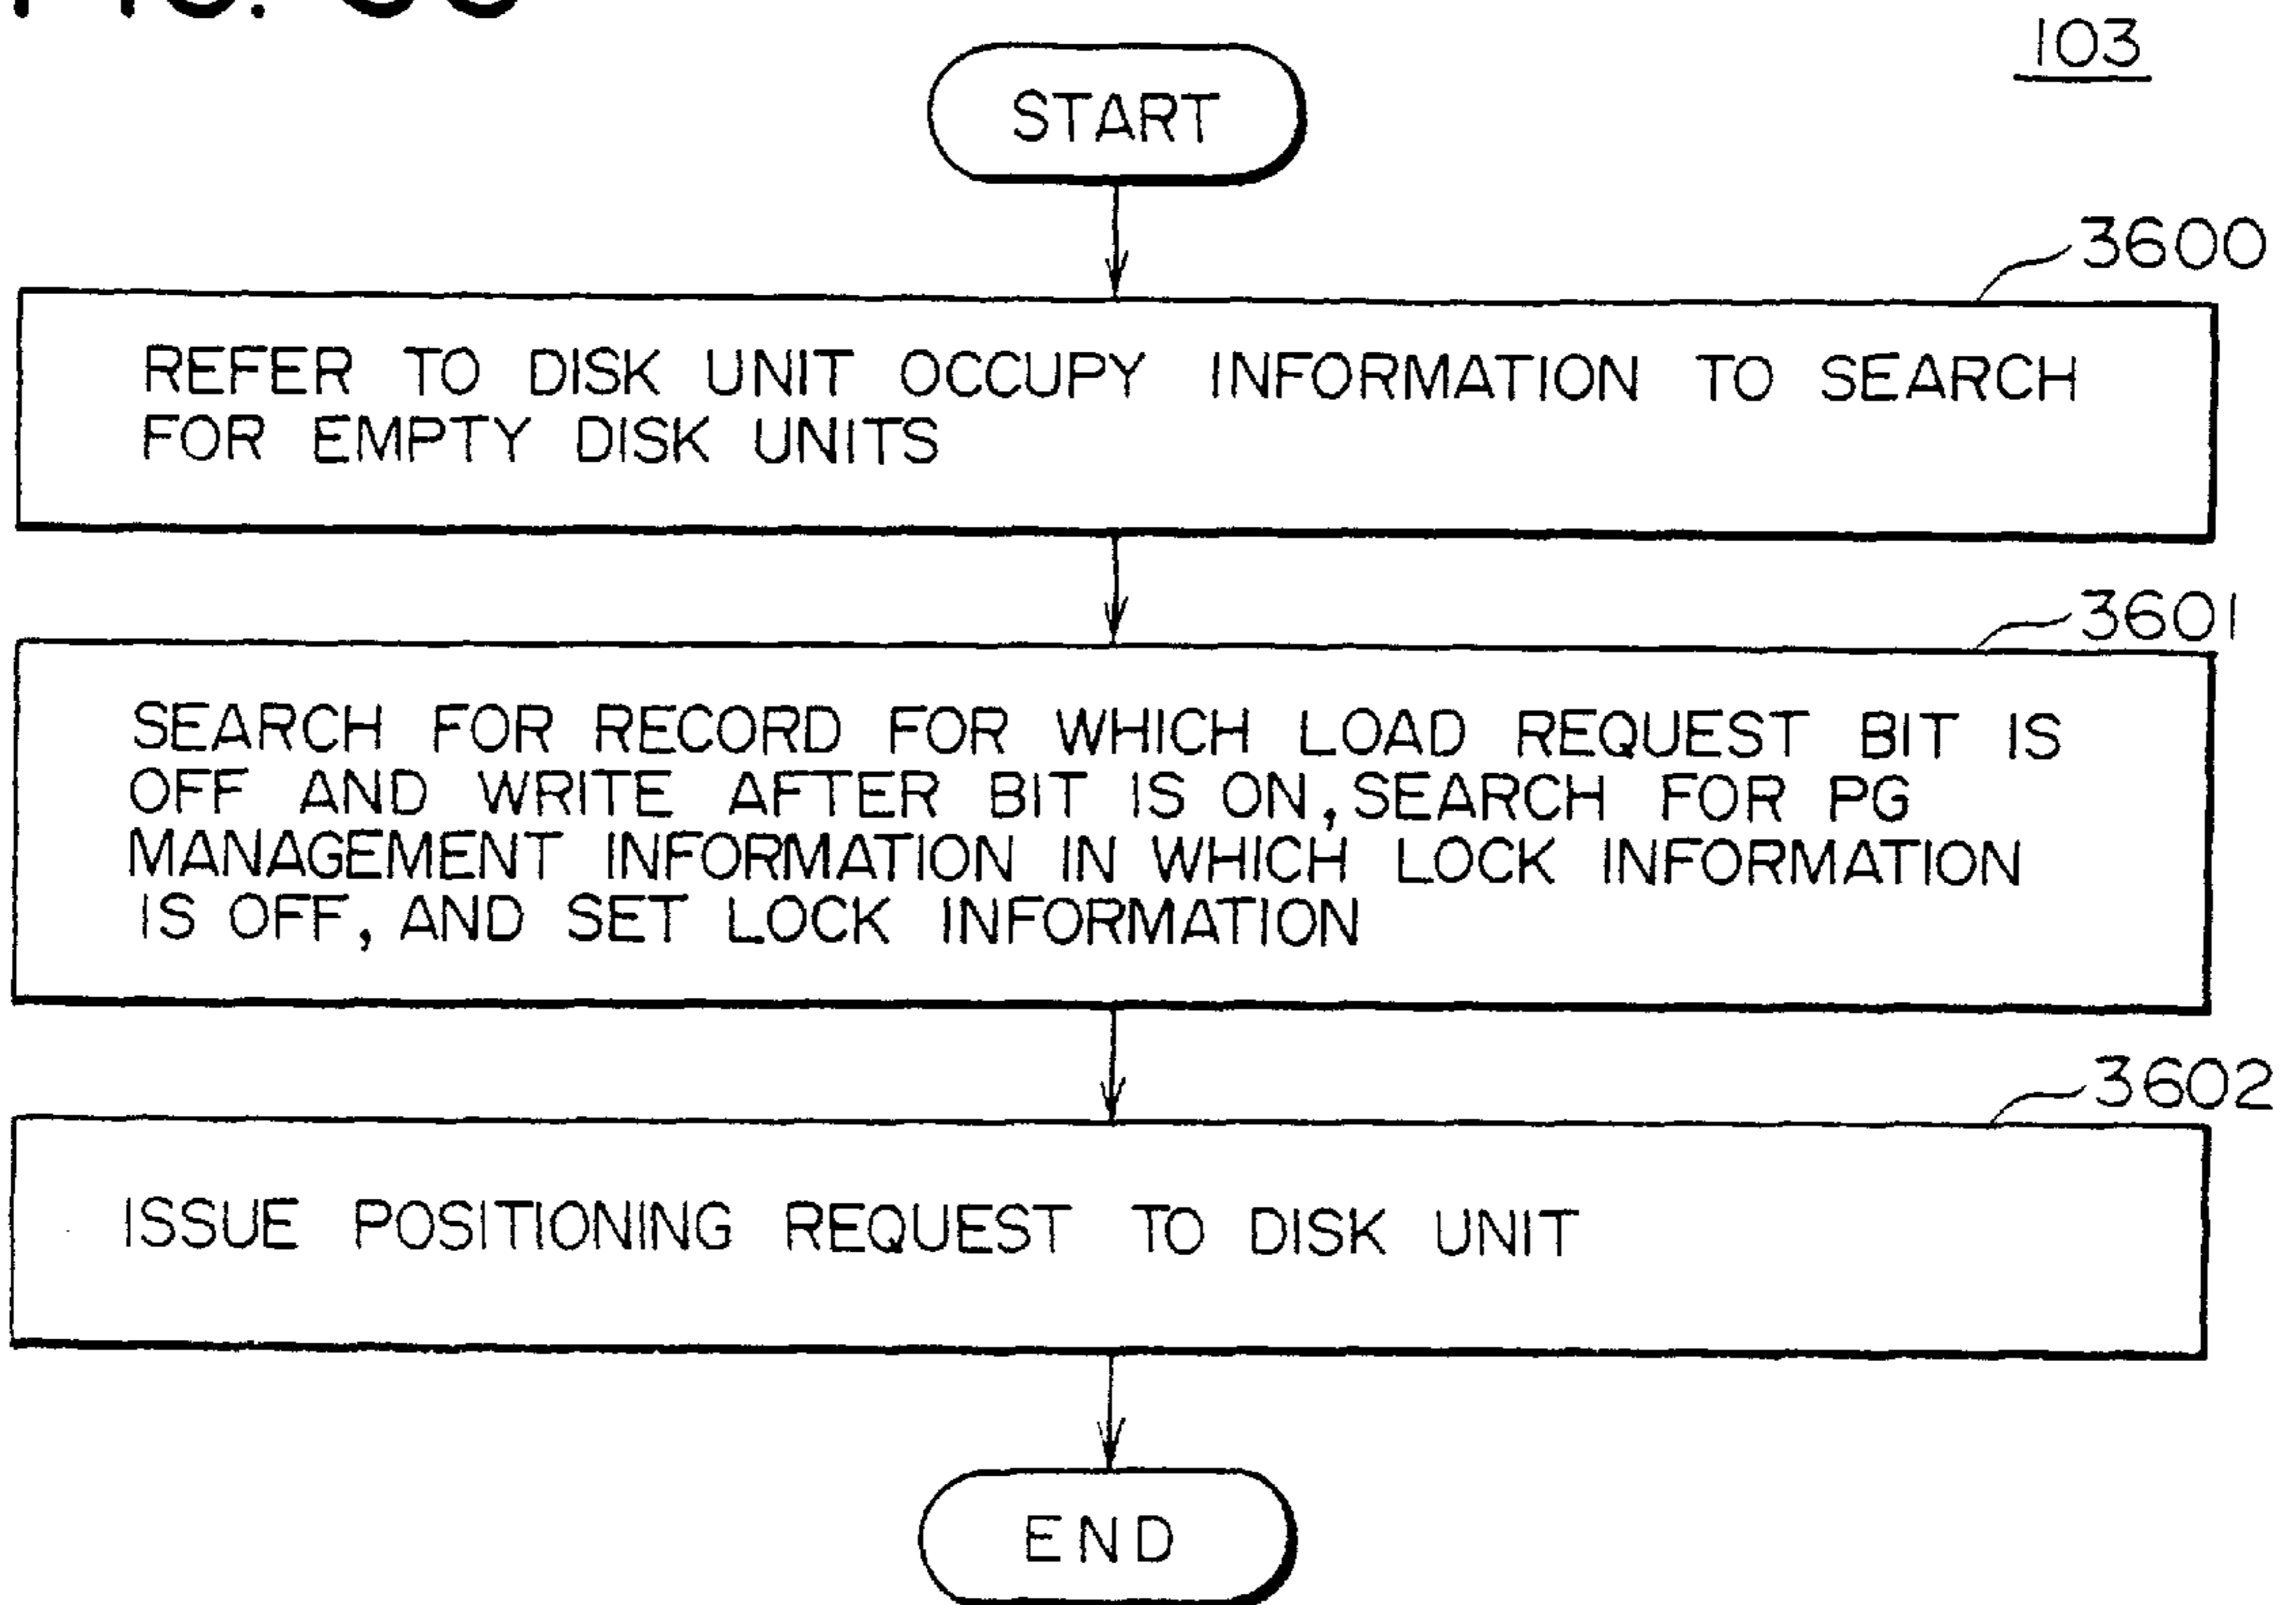 103
START
3600
REFER TO DISK UNIT OCCUPY INFORMATION TO SEARCH
FOR EMPTY DISK UNITS
3601
SEARCH FOR RECORD FOR WHICH LOAD REQUEST BIT IS
OFF AND WRITE AFTER BIT IS ON, SEARCH FOR PG
MANAGEMENT INFORMATION IN WHICH LOCK INFORMATION
IS OFF, AND SET LOCK INFORMATION
3602
ISSUE POSITIONING REQUEST TO DISK UNIT
END